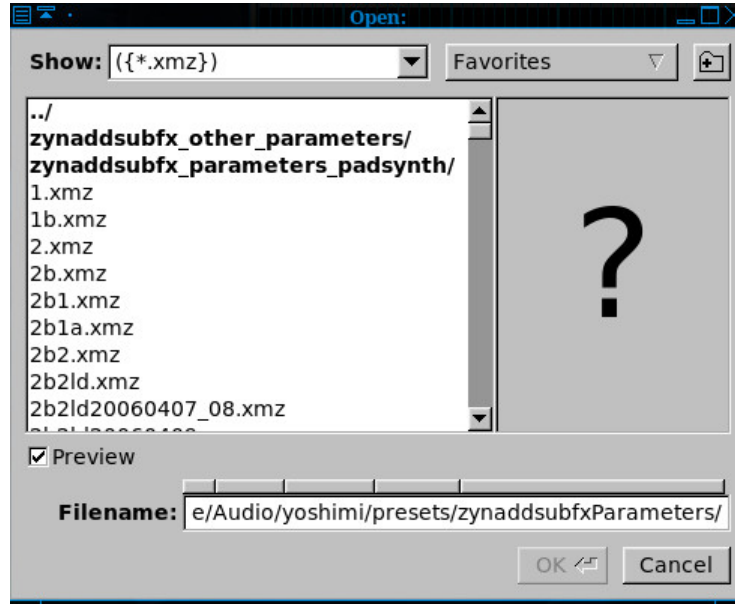 Open:
Show: ({*.xmz}) Favorites
../
zynaddsubfx_other_parameters/
zynaddsubfx_parameters_padsynth/
1.xmz
1b.xmz
2.xmz
2b.xmz
2b1.xmz
2b1a.xmz
2b2.xmz
2b2ld.xmz
2b2ld20060407_08.xmz
?
Preview
Filename: e/Audio/yoshimi/presets/zynaddsubfxParameters/
OK Cancel